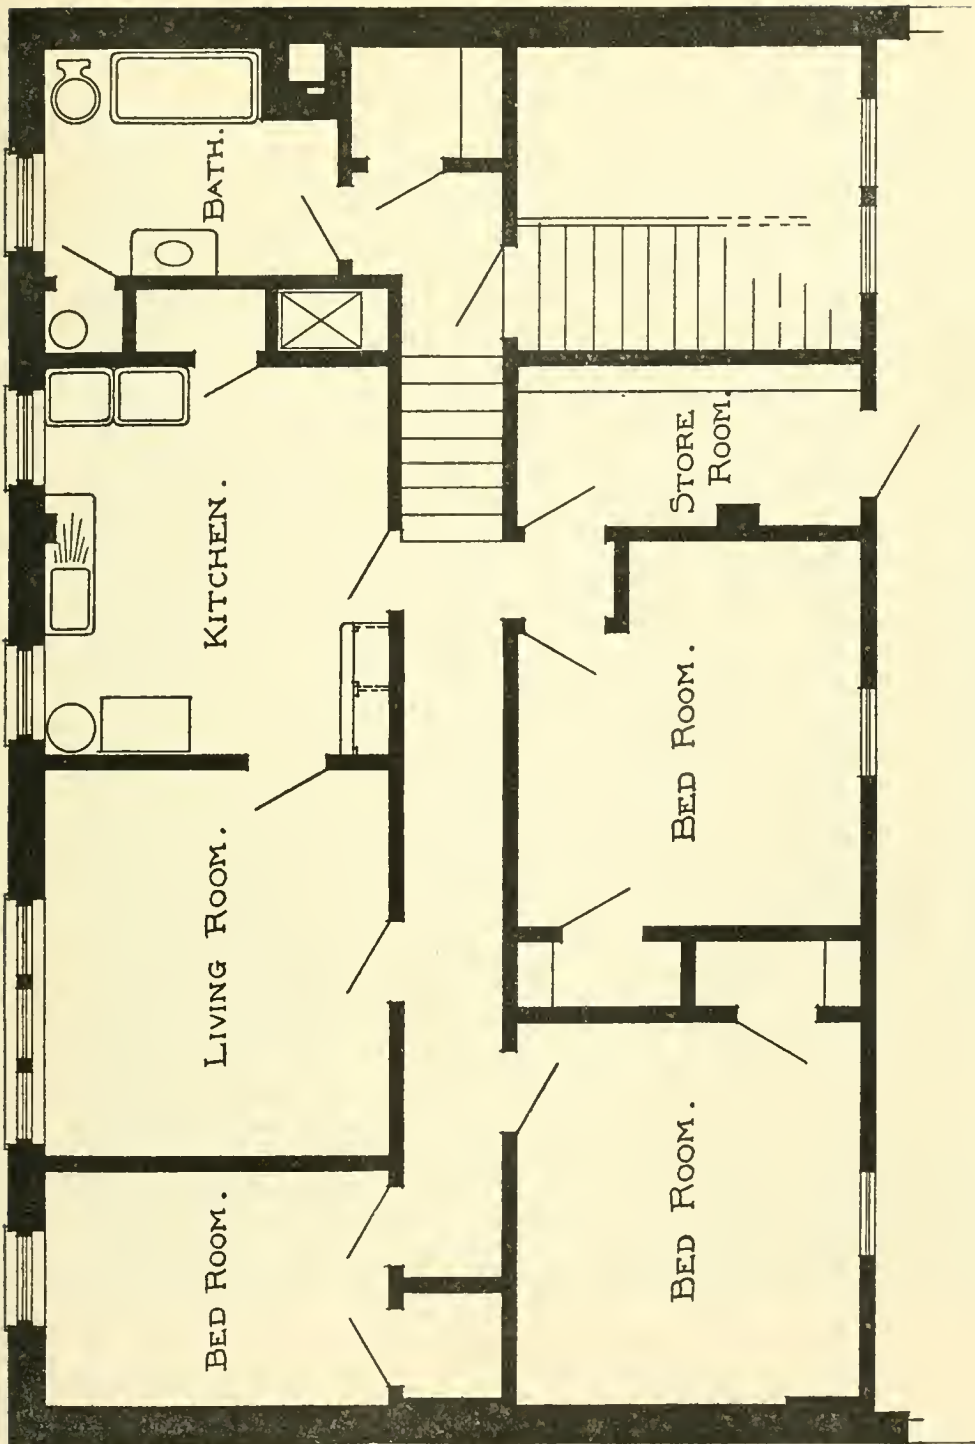 BATH.
KITCHEN.
STORE
ROOM.
LIVING ROOM.
BED ROOM.
BED ROOM.
BED ROOM.